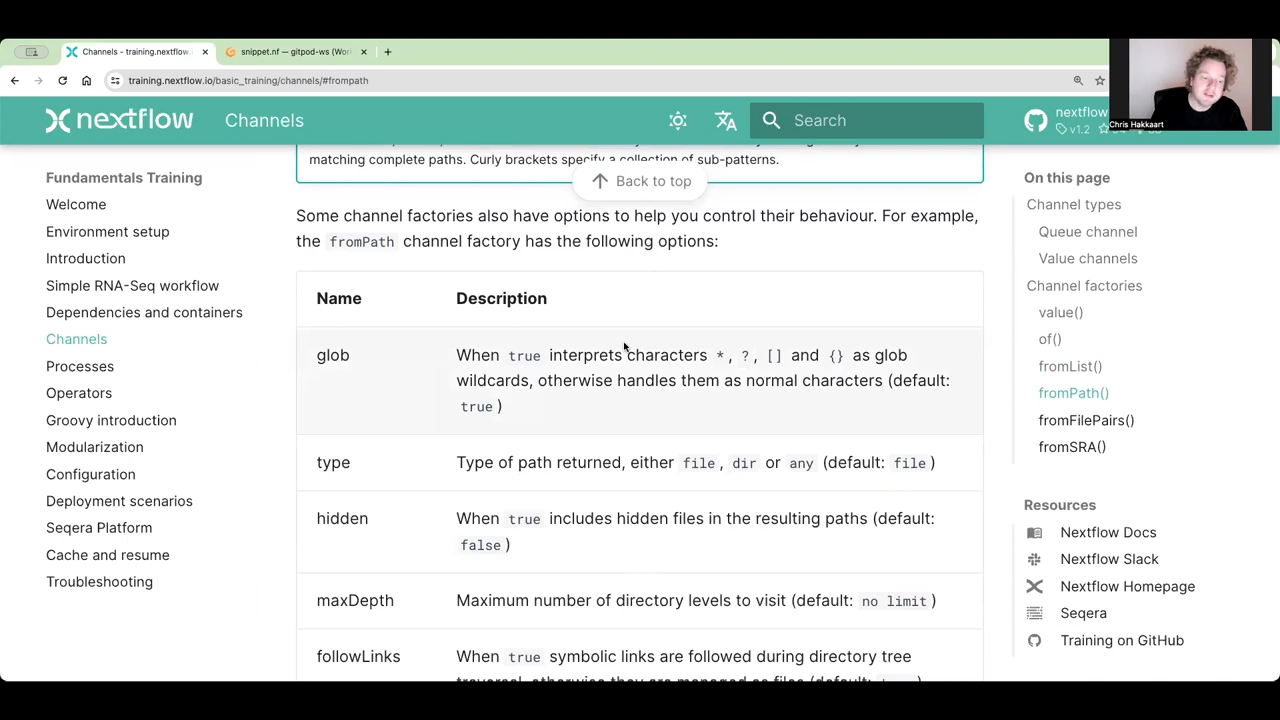 Channels - training.nextflow.
snippet.nf — gitpod-ws (Wor
training.nextflow.io/basic_training/channels/#frompath
Chris Hakkaart
nextflow
Channels
Search
nextflow
v1.2
matching complete paths. Curly brackets specify a collection of sub-patterns.
Back to top
Fundamentals Training
Welcome
Environment setup
Introduction
Simple RNA-Seq workflow
Dependencies and containers
Channels
Processes
Operators
Groovy introduction
Modularization
Configuration
Deployment scenarios
Seqera Platform
Cache and resume
Troubleshooting
Some channel factories also have options to help you control their behaviour. For example,
the fromPath channel factory has the following options:
Name Description
glob When true interprets characters *, ?, [] and {} as glob
wildcards, otherwise handles them as normal characters (default:
true)
type Type of path returned, either file, dir or any (default: file)
hidden When true includes hidden files in the resulting paths (default:
false)
maxDepth Maximum number of directory levels to visit (default: no limit)
followLinks When true symbolic links are followed during directory tree
On this page
Channel types
Queue channel
Value channels
Channel factories
value()
of()
fromList()
fromPath()
fromFilePairs()
fromSRA()
Resources
Nextflow Docs
Nextflow Slack
Nextflow Homepage
Seqera
Training on GitHub